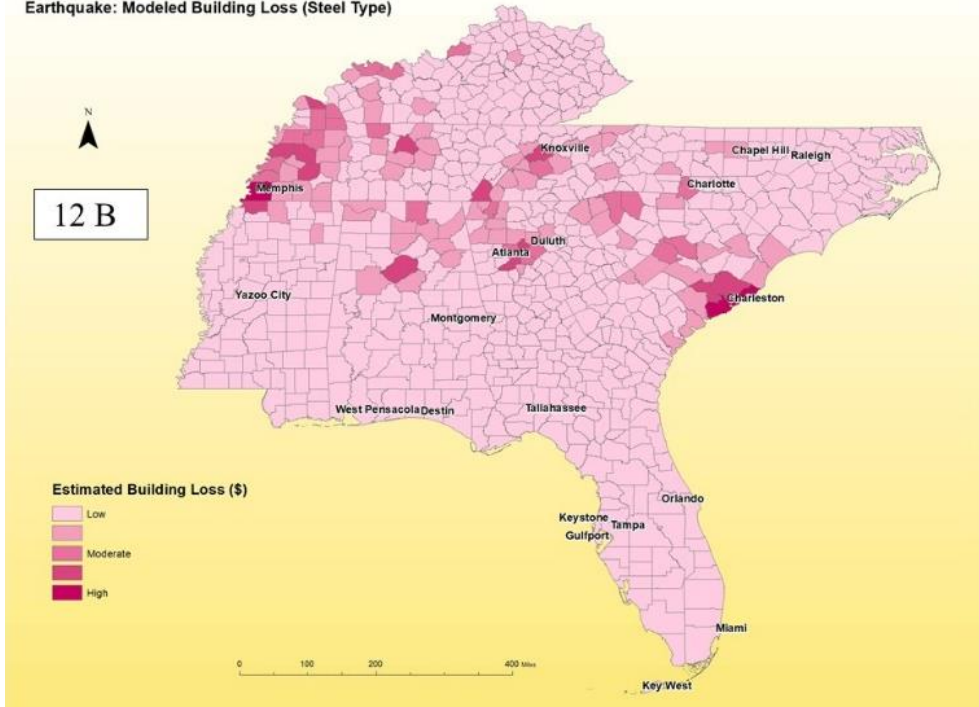 Earthquake: Modeled Building Loss (Steel Type)
N
12 B
Knoxville
Chapel Hill
Raleigh
Memphis
Charlotte
Duluth
Atlanta
Yazoo City
Charleston
Montgomery
West Pensacola
Destin
Tallahassee
Estimated Building Loss ($)
Low
Moderate
High
Orlando
Keystone
Tampa
Gulfport
Miami
Key West
0 100 200 400 Miles